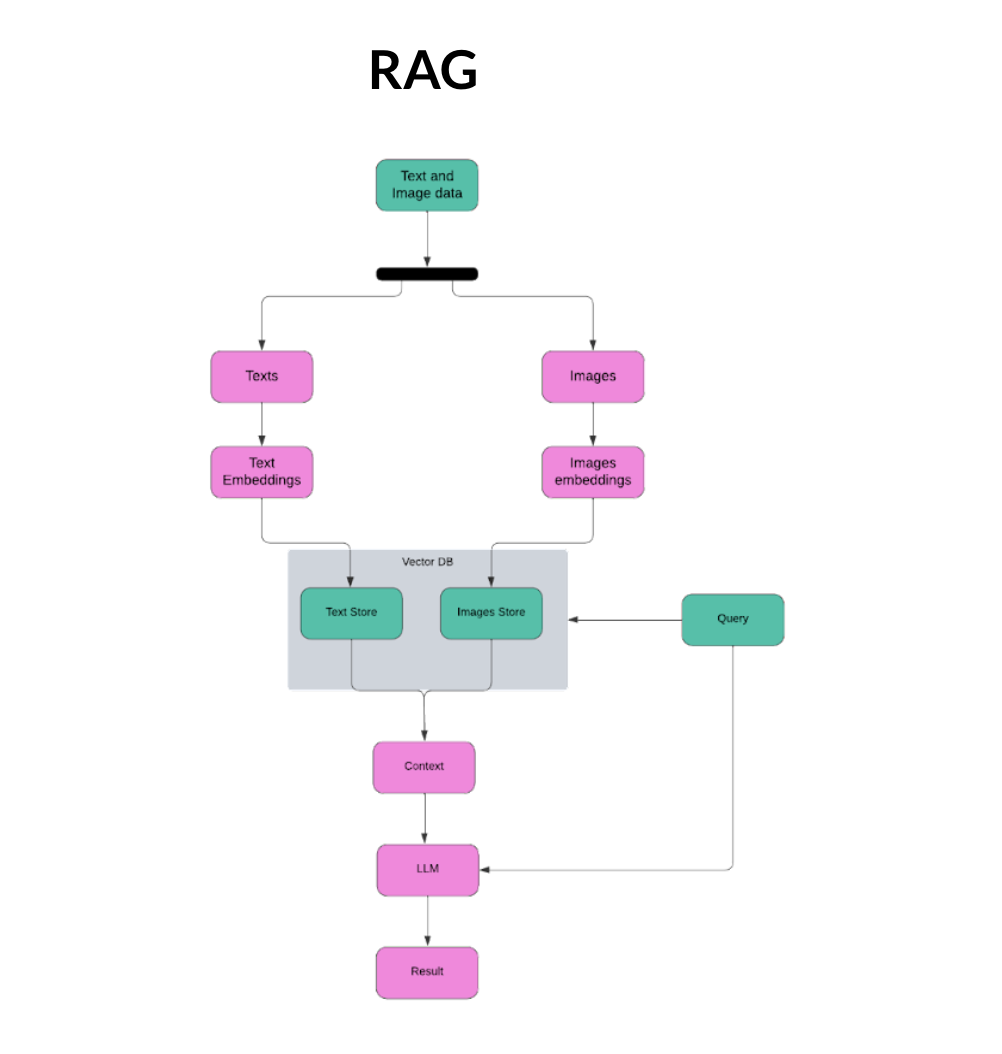 RAG
Text and
Image data
Texts
Images
Text
Embeddings
Images
embeddings
Vector DB
Text Store
Images Store
Query
Context
LLM
Result